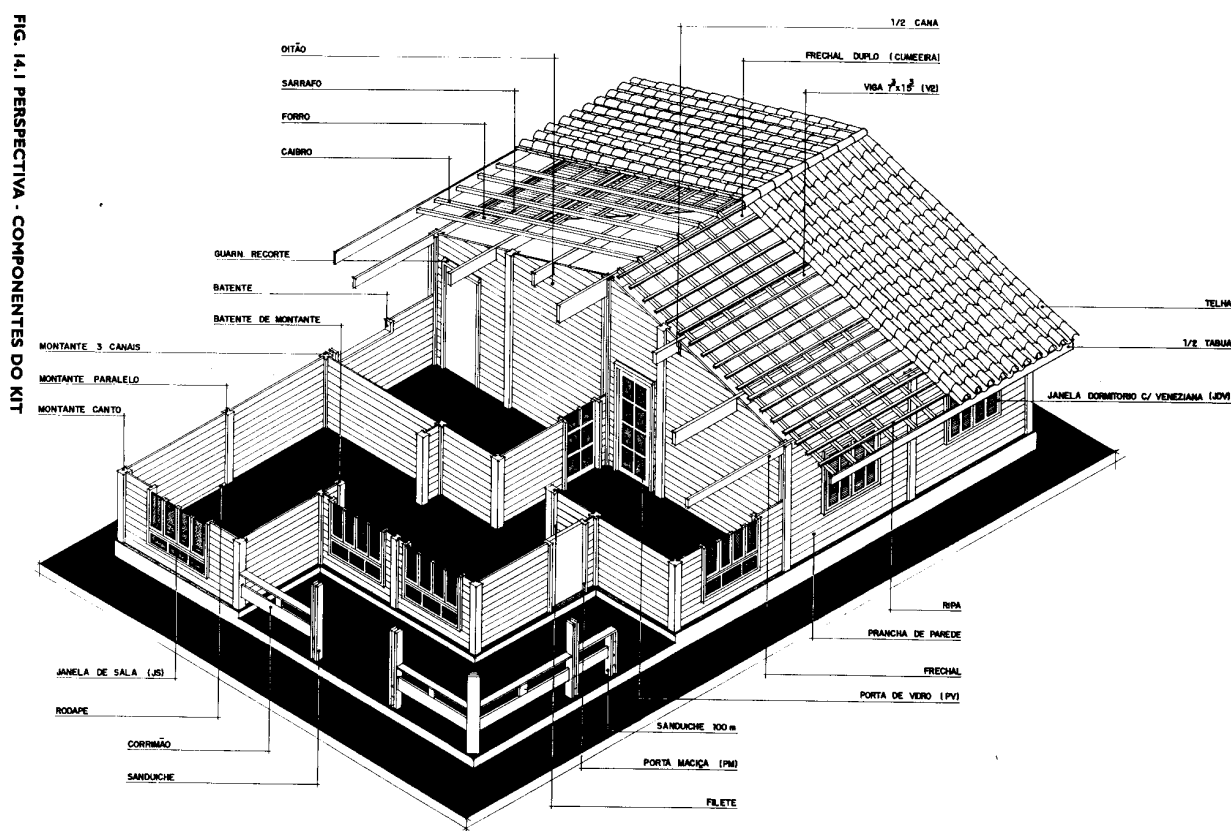 FIG. 14.1 PERSPECTIVA - COMPONENTES DO KIT
1/2 CANA
OITÃO
FRECHAL DUPLO (CUMEEIRA)
SARRAFO
VIGA 7³x15³ (V2)
FORRO
CAIBRO
GUARN. RECORTE
BATENTE
TELHA
BATENTE DE MONTANTE
1/2 TABUA
MONTANTE 3 CANAIS
MONTANTE PARALELO
JANELA DORMITORIO C/ VENEZIANA (JDV)
MONTANTE CANTO
RIPA
PRANCHA DE PAREDE
JANELA DE SALA (JS)
FRECHAL
PORTA DE VIDRO (PV)
RODAPE
SANDUICHE 100 m
CORRIMÃO
PORTA MACIÇA (PM)
SANDUICHE
FILETE